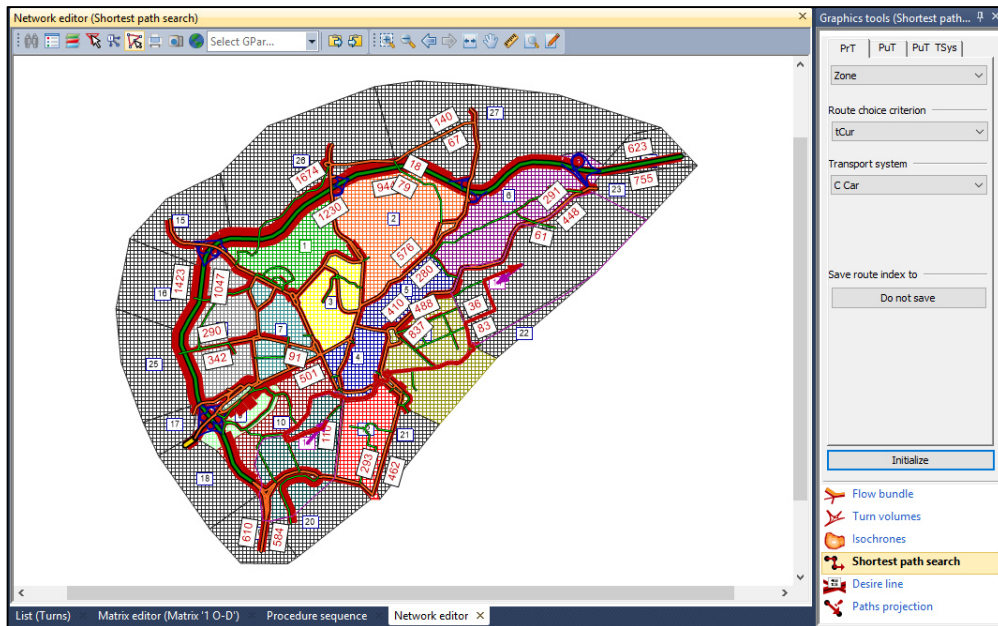 Network editor (Shortest path search)
Graphics tools (Shortest path...
Select GPar...
PrT
PuT
PuT TSys
Zone
Route choice criterion
tCur
Transport system
C Car
Save route index to
Do not save
Initialize
Flow bundle
Turn volumes
Isochrones
Shortest path search
Desire line
Paths projection
140
27
67
623
18
26
1674
79
755
6
23
291
1230
2
448
15
61
1
576
280
1423
1047
5
16
3
410
488
36
290
7
837
83
22
342
91
4
25
501
17
10
110
21
293
462
18
20
610
584
List (Turns)
Matrix editor (Matrix '1 O-D')
Procedure sequence
Network editor